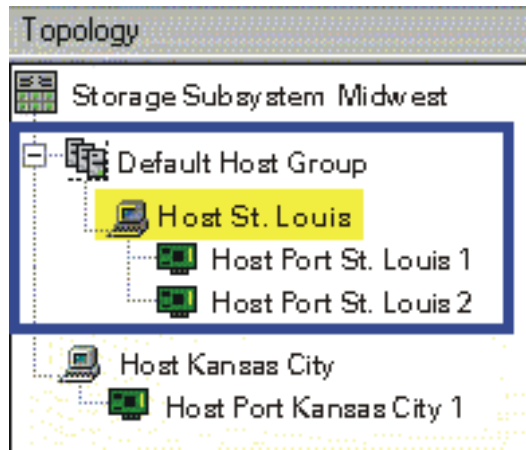 Topology
Storage Subsystem Midwest
Default Host Group
Host St. Louis
Host Port St. Louis 1
Host Port St. Louis 2
Host Kansas City
Host Port Kansas City 1